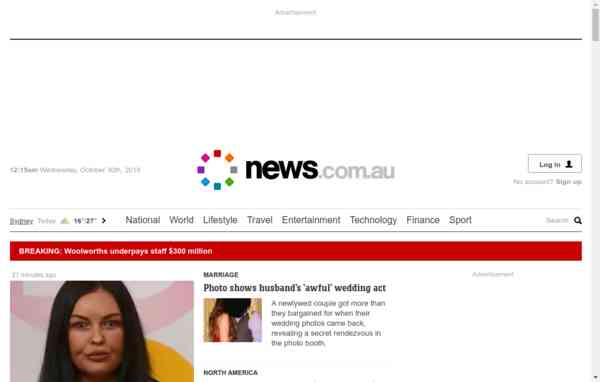 Advertisement
12:15am Wednesday, October 30th, 2019
news.com.au
Log in
No account? Sign up
Sydney Today 16°/27°
National World Lifestyle Travel Entertainment Technology Finance Sport
Search
BREAKING: Woolworths underpays staff $300 million
21 minutes ago
MARRIAGE
Photo shows husband's 'awful' wedding act
A newlywed couple got more than
they bargained for when their
wedding photos came back,
revealing a secret rendezvous in
the photo booth.
Advertisement
NORTH AMERICA